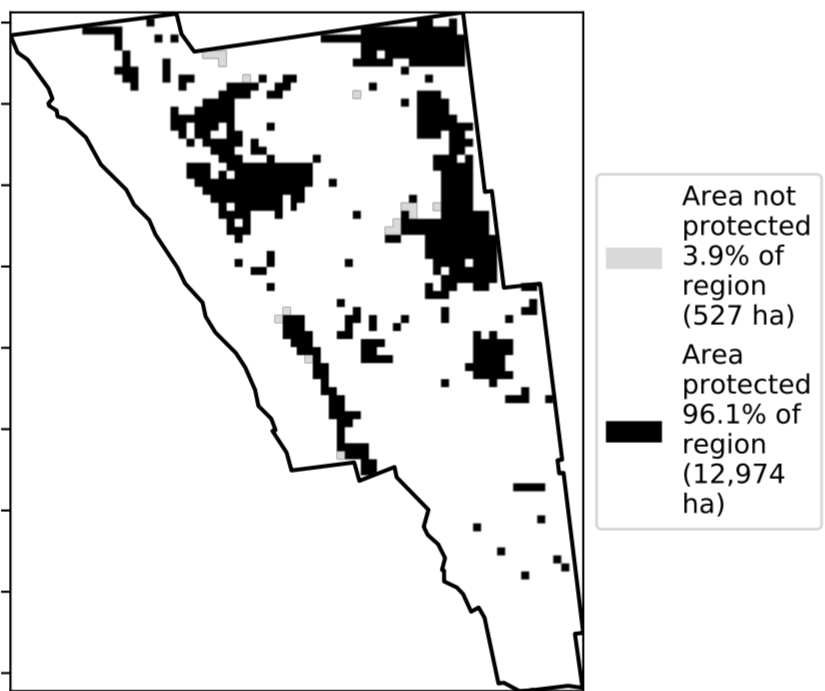 Area not
protected
3.9% of
region
(527 ha)
Area
protected
96.1% of
region
(12,974
ha)